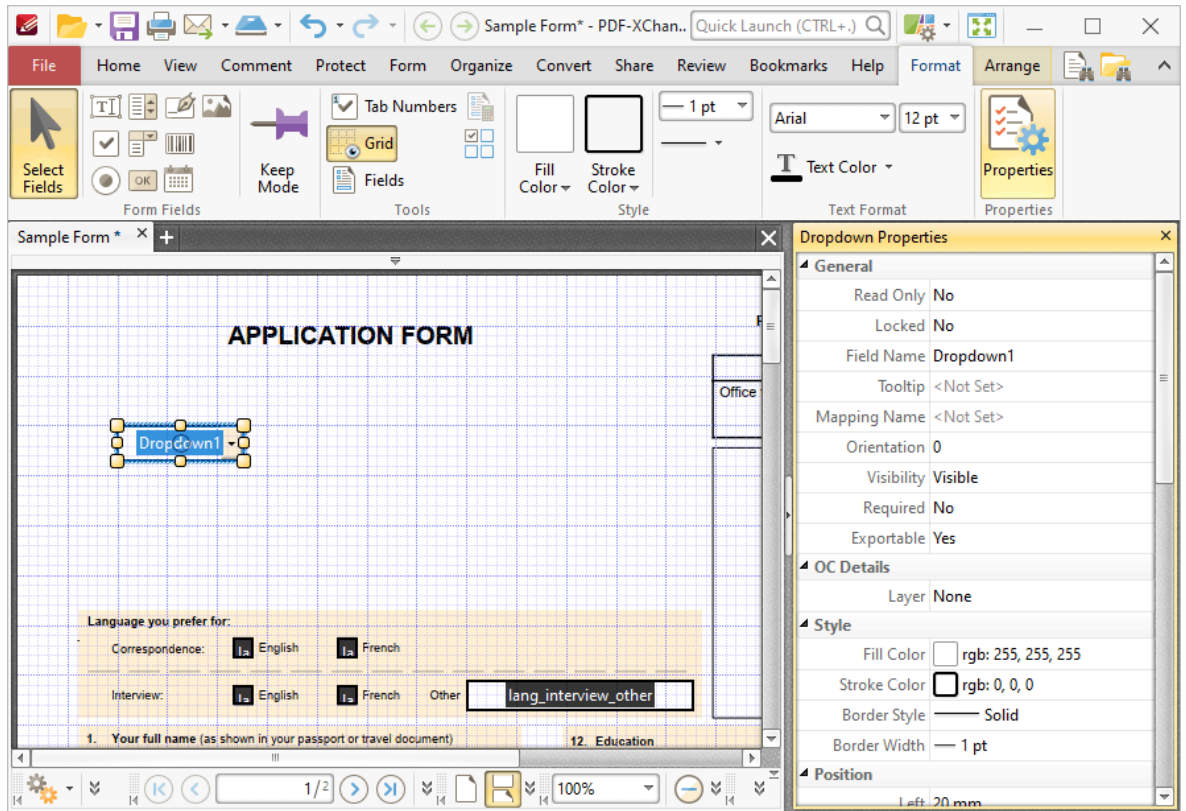 Sample Form* - PDF-XChan..
Quick Launch (CTRL+.)
File Home View Comment Protect Form Organize Convert Share Review Bookmarks Help Format Arrange
Select Fields
OK
Form Fields
Keep Mode
Tab Numbers
Grid
Fields
Tools
Fill Color
Stroke Color
1 pt
Style
Arial
12 pt
T Text Color
Text Format
Properties
Properties
Sample Form *
APPLICATION FORM
Office
Dropdown1
Language you prefer for:
Correspondence: English French
Interview: English French Other lang_interview_other
1. Your full name (as shown in your passport or travel document)
12. Education
1/2
100%
Dropdown Properties
General
Read Only No
Locked No
Field Name Dropdown1
Tooltip <Not Set>
Mapping Name <Not Set>
Orientation 0
Visibility Visible
Required No
Exportable Yes
OC Details
Layer None
Style
Fill Color rgb: 255, 255, 255
Stroke Color rgb: 0, 0, 0
Border Style Solid
Border Width 1 pt
Position
Left 20 mm